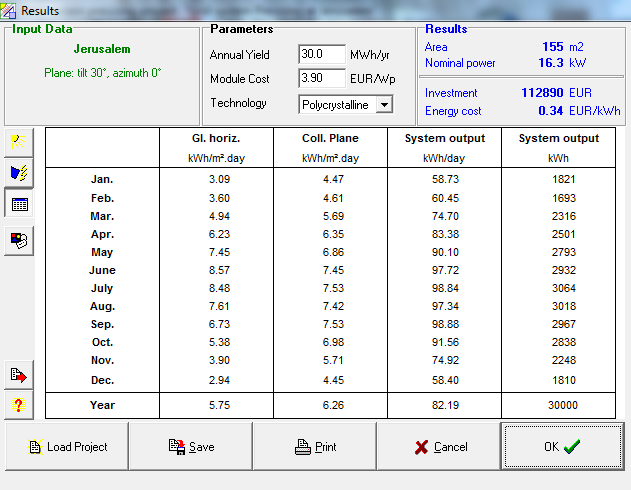 Results
Input Data
Jerusalem
Plane: tilt 30°, azimuth 0°
Parameters
Annual Yield 30.0 MWh/yr
Module Cost 3.90 EUR/Wp
Technology Polycrystalline
Results
Area 155 m2
Nominal power 16.3 kW
Investment 112890 EUR
Energy cost 0.34 EUR/kWh
Gl. horiz. Coll. Plane System output System output
kWh/m².day kWh/m².day kWh/day kWh
Jan. 3.09 4.47 58.73 1821
Feb. 3.60 4.61 60.45 1693
Mar. 4.94 5.69 74.70 2316
Apr. 6.23 6.35 83.38 2501
May 7.45 6.86 90.10 2793
June 8.57 7.45 97.72 2932
July 8.48 7.53 98.84 3064
Aug. 7.61 7.42 97.34 3018
Sep. 6.73 7.53 98.88 2967
Oct. 5.38 6.98 91.56 2838
Nov. 3.90 5.71 74.92 2248
Dec. 2.94 4.45 58.40 1810
Year 5.75 6.26 82.19 30000
Load Project Save Print Cancel OK